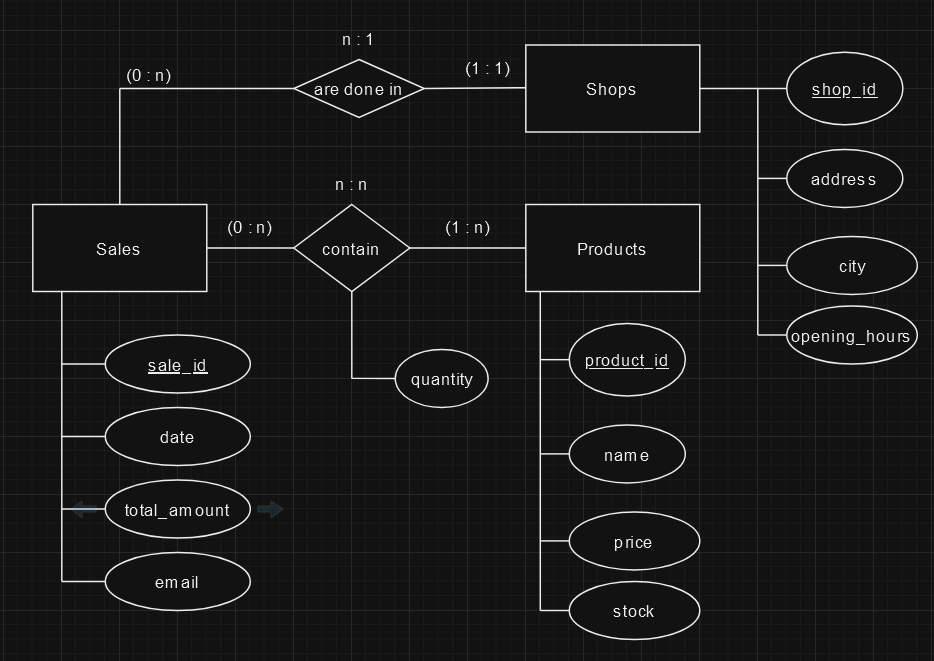 n : 1
(0 : n)
are done in
(1 : 1)
Shops
shop_id
address
city
opening_hours
n : n
Sales
(0 : n)
contain
(1 : n)
Products
quantity
sale_id
date
total_amount
email
product_id
name
price
stock